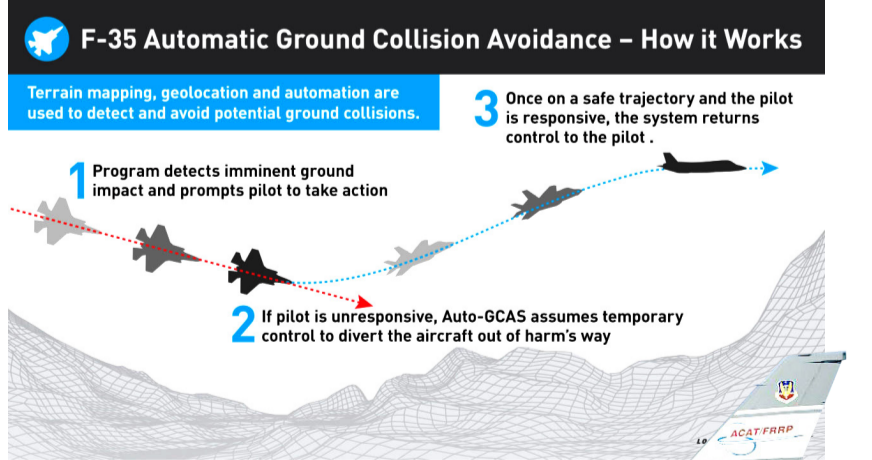 F-35 Automatic Ground Collision Avoidance – How it Works
Terrain mapping, geolocation and automation are
used to detect and avoid potential ground collisions.
1
Program detects imminent ground
impact and prompts pilot to take action
2
If pilot is unresponsive, Auto-GCAS assumes temporary
control to divert the aircraft out of harm's way
3
Once on a safe trajectory and the pilot
is responsive, the system returns
control to the pilot .
LO
ACAT/FRRP